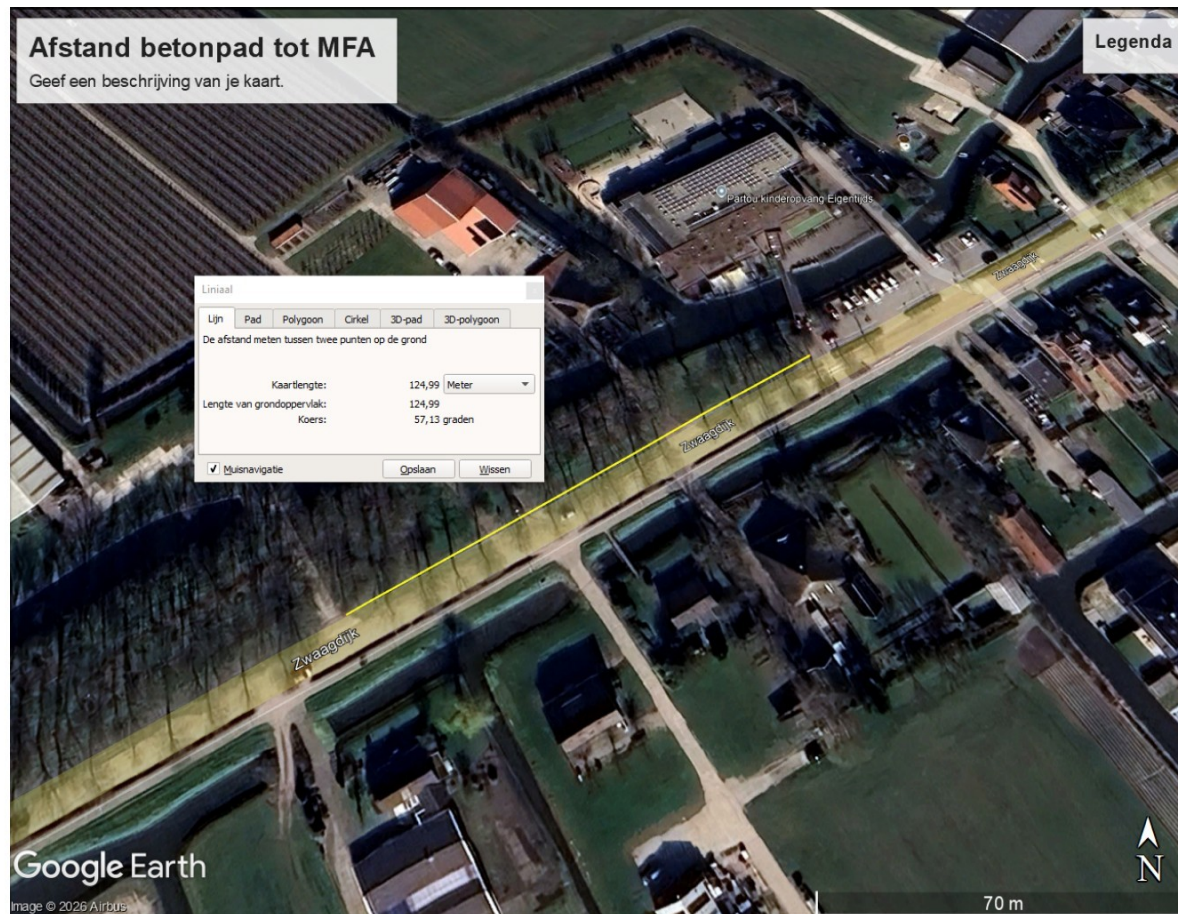 Afstand betonpad tot MFA
Geef een beschrijving van je kaart.
Legenda
Partou kinderopvang Eigentijds
Zwaagdijk
Liniaal
Lijn Pad Polygoon Cirkel 3D-pad 3D-polygoon
De afstand meten tussen twee punten op de grond
Kaartlengte: 124,99 Meter
Lengte van grondoppervlak: 124,99
Koers: 57,13 graden
Muisnavigatie Opslaan Wissen
Zwaagdijk
Zwaagdijk
Google Earth
Image © 2026 Airbus
70 m
N